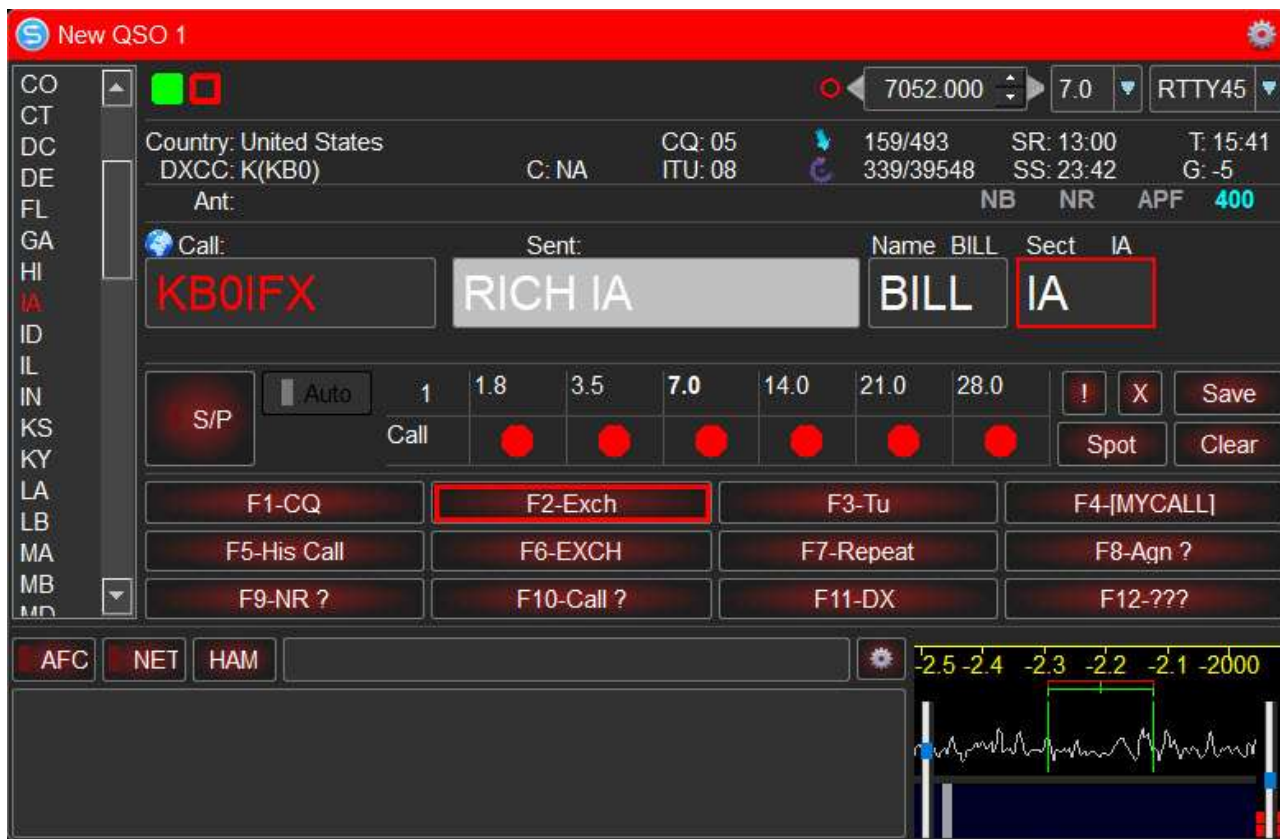 New QSO 1
CO
CT
DC
DE
FL
GA
HI
IA
ID
IL
IN
KS
KY
LA
LB
MA
MB
MD
7052.000 7.0 RTTY45
Country: United States CQ: 05 159/493 SR: 13:00 T: 15:41
DXCC: K(KB0) C: NA ITU: 08 339/39548 SS: 23:42 G: -5
Ant: NB NR APF 400
Call: Sent: Name BILL Sect IA
KB0IFX RICH IA BILL IA
S/P Auto 1 1.8 3.5 7.0 14.0 21.0 28.0 ! X Save
Call Spot Clear
F1-CQ F2-Exch F3-Tu F4-[MYCALL]
F5-His Call F6-EXCH F7-Repeat F8-Agn ?
F9-NR ? F10-Call ? F11-DX F12-???
AFC NET HAM
-2.5 -2.4 -2.3 -2.2 -2.1 -2000